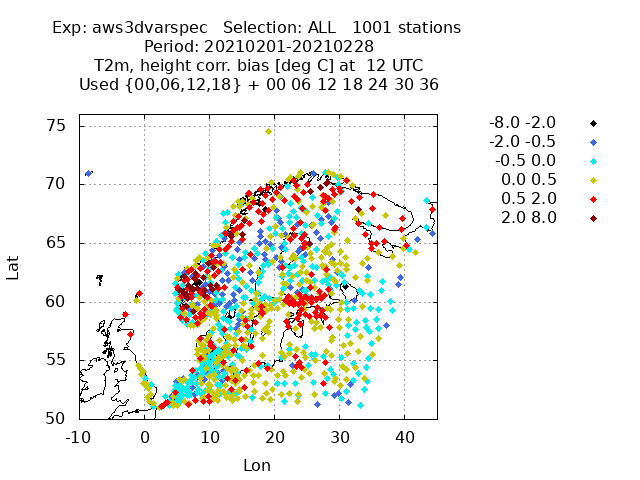 Exp: aws3dvarspec   Selection: ALL   1001 stations
Period: 20210201-20210228
T2m, height corr. bias [deg C] at  12 UTC
Used {00,06,12,18} + 00 06 12 18 24 30 36
-8.0 -2.0
-2.0 -0.5
-0.5 0.0
0.0 0.5
0.5 2.0
2.0 8.0
75
70
65
60
55
50
Lat
-10 0 10 20 30 40
Lon